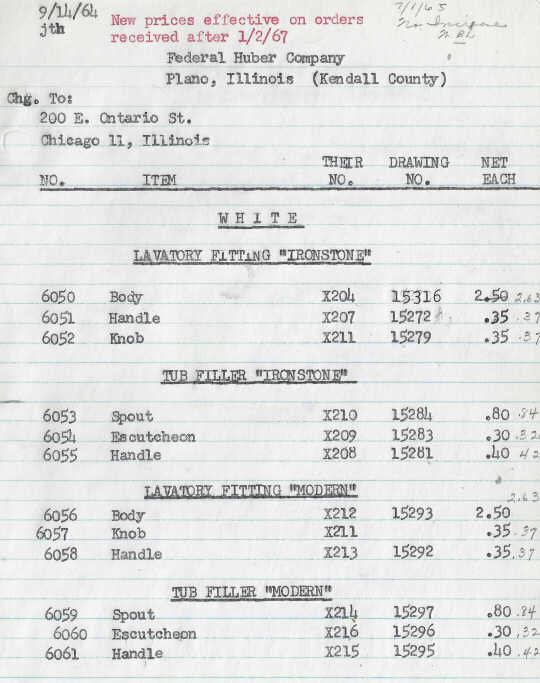 9/14/64
jth
New prices effective on orders
received after 1/2/67
7/1/65
No Increase
Federal Huber Company
Plano, Illinois (Kendall County)
Chg. To:
200 E. Ontario St.
Chicago 11, Illinois
THEIR DRAWING NET
NO. ITEM NO. NO. EACH
WHITE
LAVATORY FITTING "IRONSTONE"
6050 Body X204 15316 2.50 2.63
6051 Handle X207 15272 .35 .37
6052 Knob X211 15279 .35 .37
TUB FILLER "IRONSTONE"
6053 Spout X210 15284 .80 .84
6054 Escutcheon X209 15283 .30 .32
6055 Handle X208 15281 .40 42
LAVATORY FITTING "MODERN"
2.63
6056 Body X212 15293 2.50
6057 Knob X211 .35 .37
6058 Handle X213 15292 .35 .37
TUB FILLER "MODERN"
6059 Spout X214 15297 .80 .84
6060 Escutcheon X216 15296 .30 .32
6061 Handle X215 15295 .40 .42